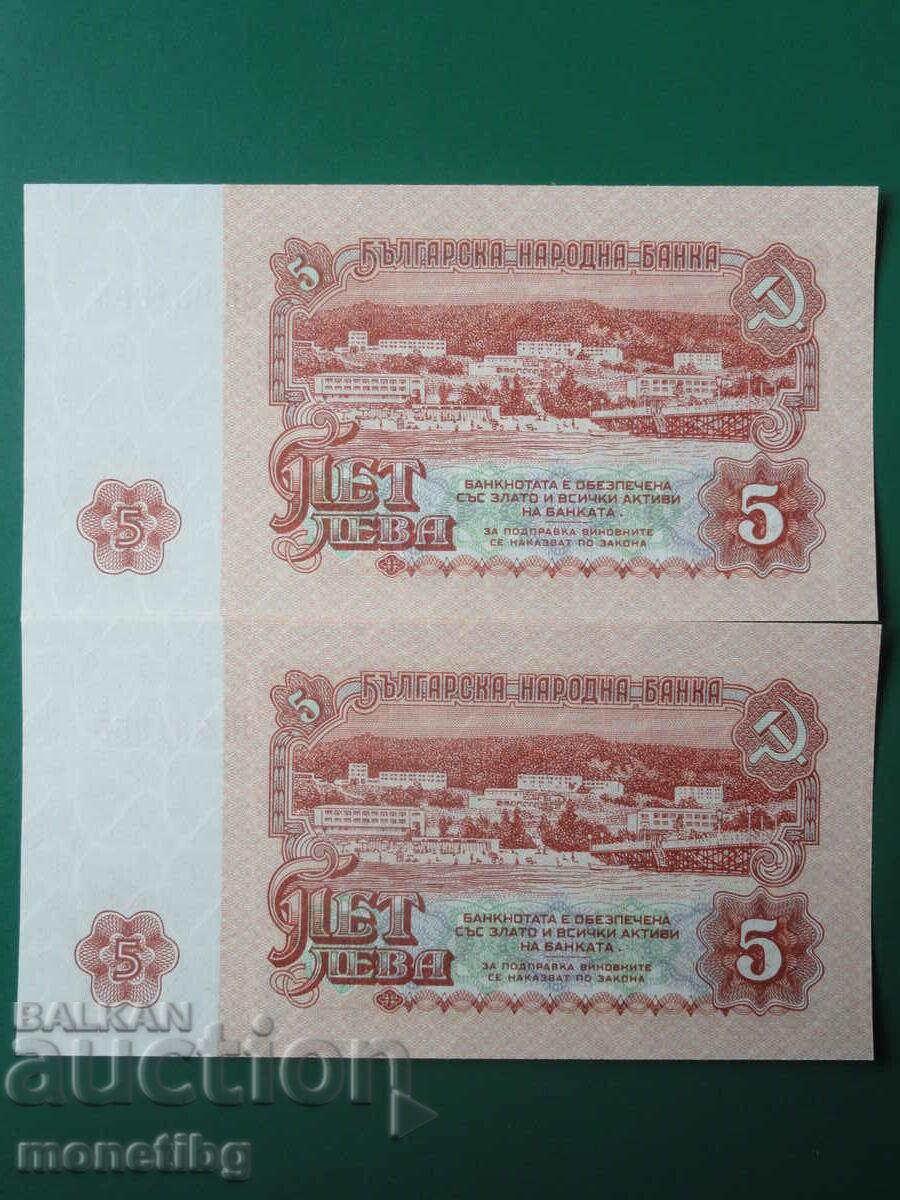 5 БЪЛГАРСКА НАРОДНА БАНКА
ПЕТ
ЛЕВА
БАНКНОТАТА Е ОБЕЗПЕЧЕНА
СЪС ЗЛАТО И ВСИЧКИ АКТИВИ
НА БАНКАТА.
ЗА ПОДПРАВКА ВИНОВНИТЕ
СЕ НАКАЗВАТ ПО ЗАКОНА
5
5
5 БЪЛГАРСКА НАРОДНА БАНКА
ПЕТ
ЛЕВА
БАНКНОТАТА Е ОБЕЗПЕЧЕНА
СЪС ЗЛАТО И ВСИЧКИ АКТИВИ
НА БАНКАТА.
ЗА ПОДПРАВКА ВИНОВНИТЕ
СЕ НАКАЗВАТ ПО ЗАКОНА
5
5
BALKAN
auction
monetibg